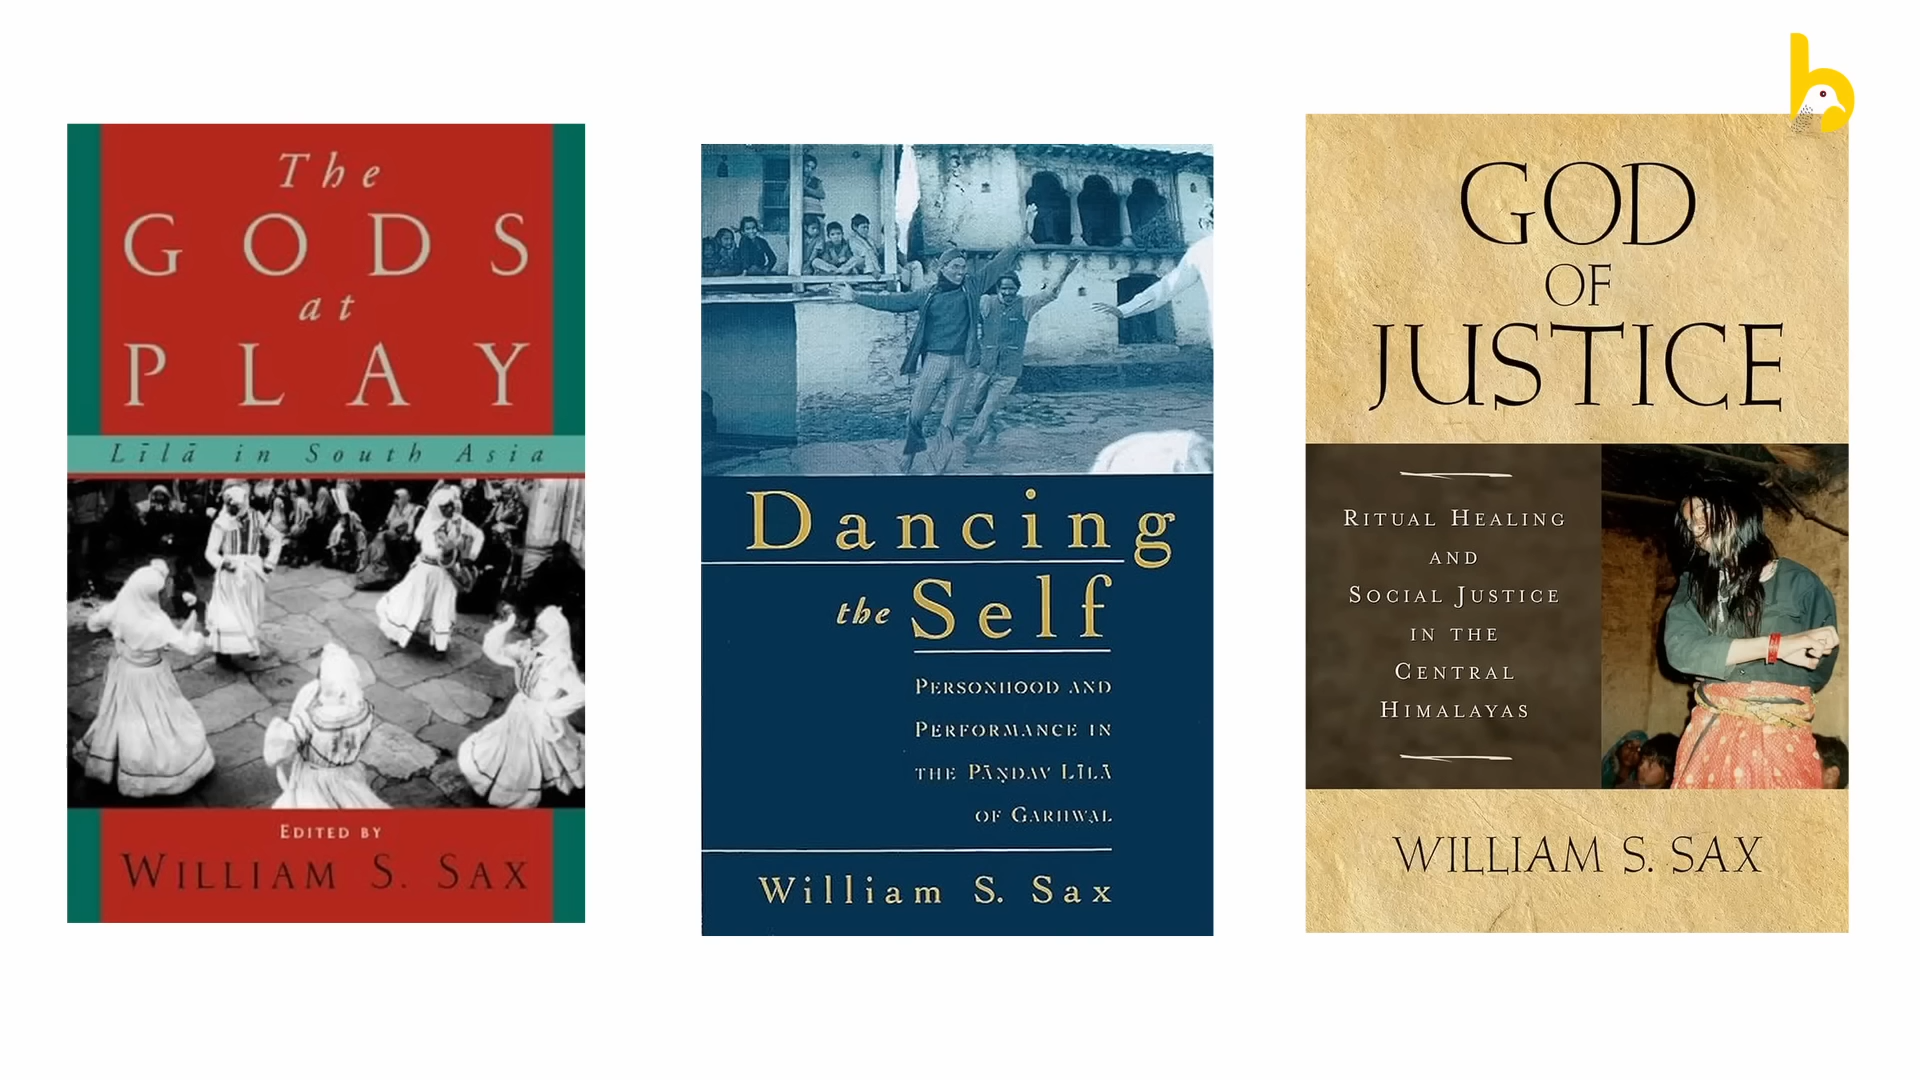 The
GODS
at
PLAY
Līlā in South Asia
EDITED BY
WILLIAM S. SAX
Dancing
the Self
PERSONHOOD AND
PERFORMANCE IN
THE PĀṆḌAV LĪLĀ
OF GARHWAL
William S. Sax
GOD
OF
JUSTICE
RITUAL HEALING
AND
SOCIAL JUSTICE
IN THE
CENTRAL
HIMALAYAS
WILLIAM S. SAX
b